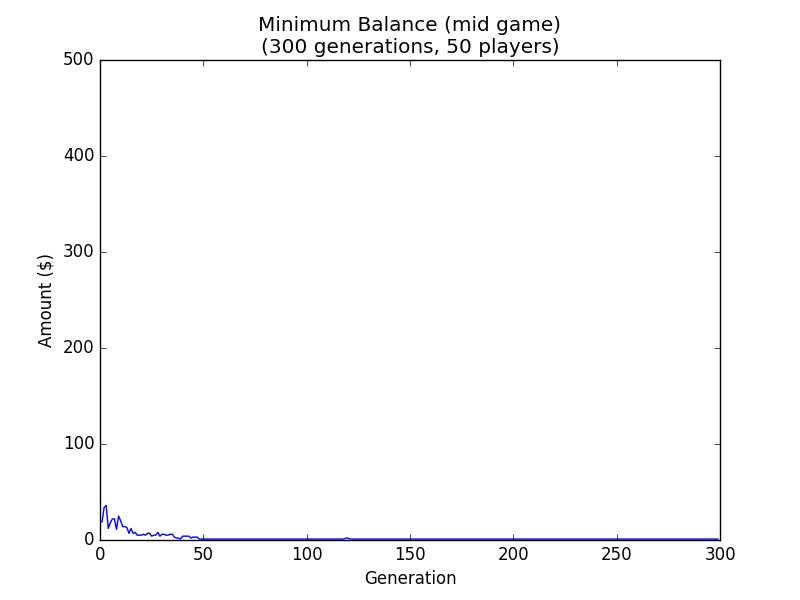 Minimum Balance (mid game)
(300 generations, 50 players)
500
400
300
200
100
0
Amount ($)
0 50 100 150 200 250 300
Generation